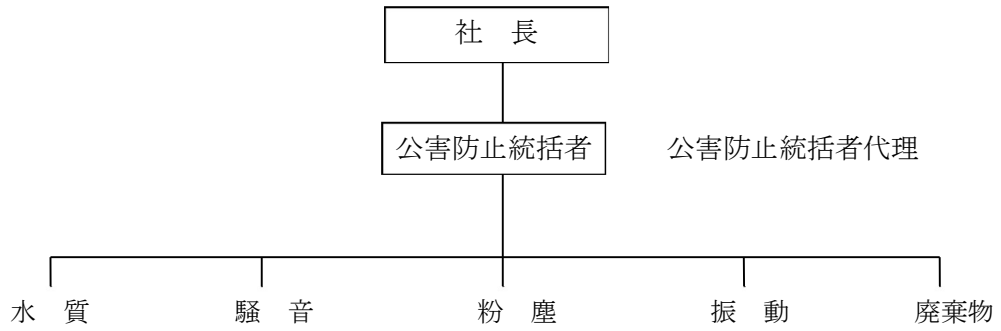 社　長
公害防止統括者　公害防止統括者代理
水　質　騒　音　粉　塵　振　動　廃棄物